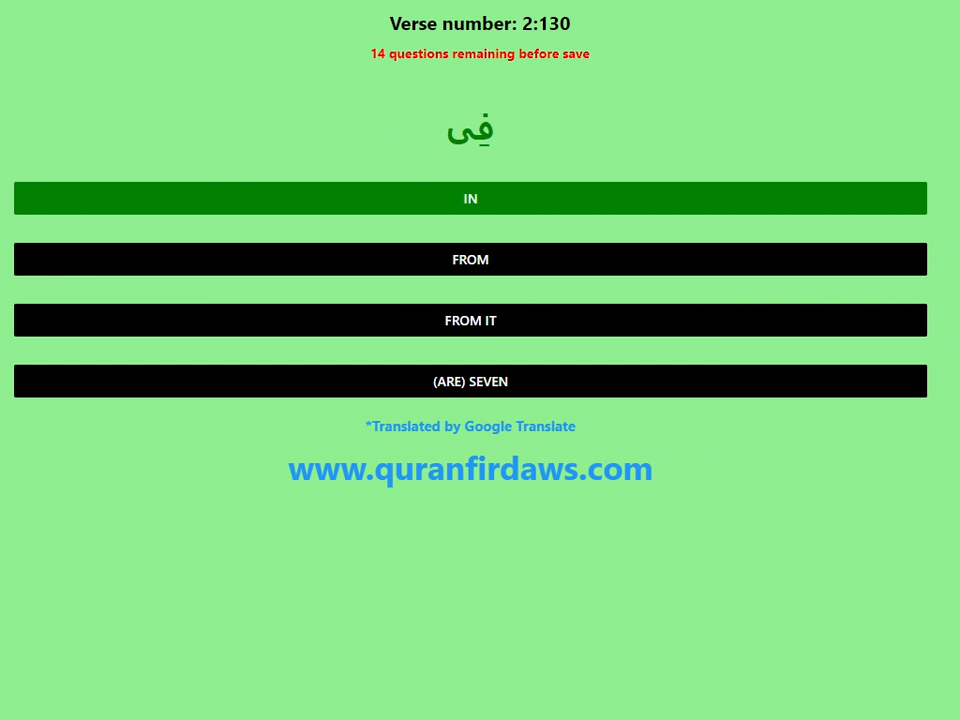 Verse number: 2:130
14 questions remaining before save
فِى
IN
FROM
FROM IT
(ARE) SEVEN
*Translated by Google Translate
www.quranfirdaws.com